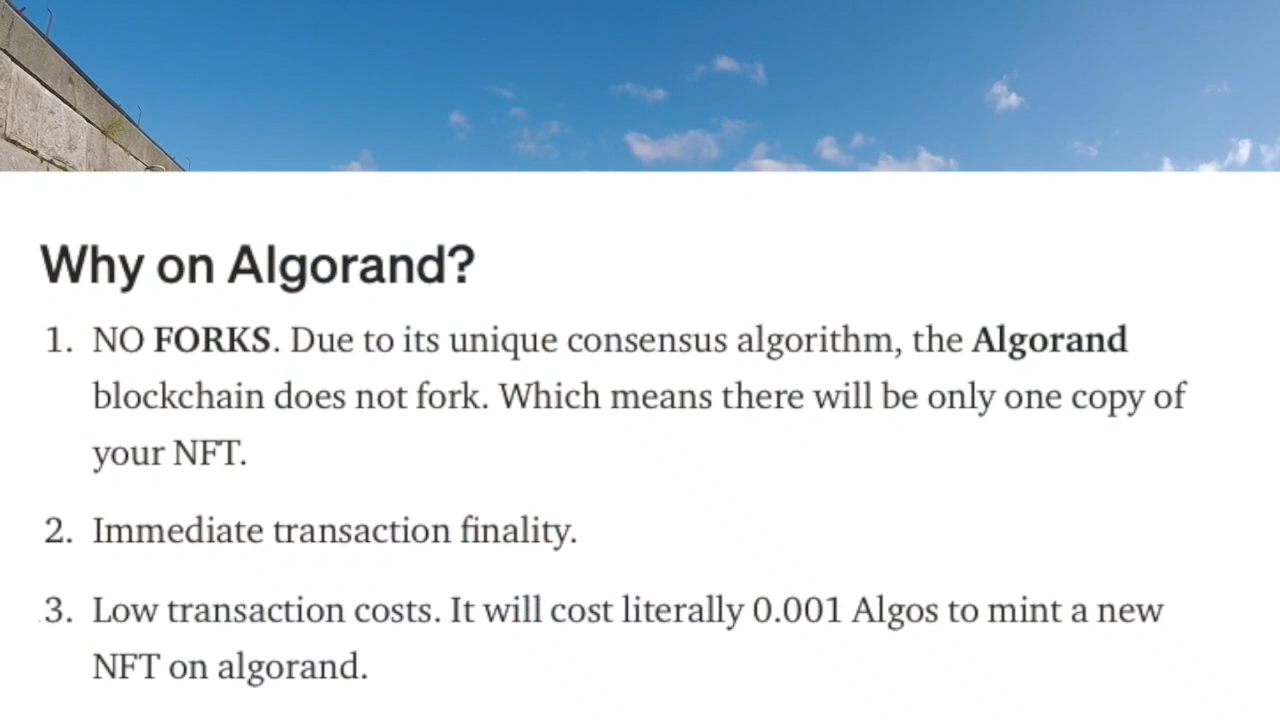 Why on Algorand?
1. NO FORKS. Due to its unique consensus algorithm, the Algorand
blockchain does not fork. Which means there will be only one copy of
your NFT.
2. Immediate transaction finality.
3. Low transaction costs. It will cost literally 0.001 Algos to mint a new
NFT on algorand.